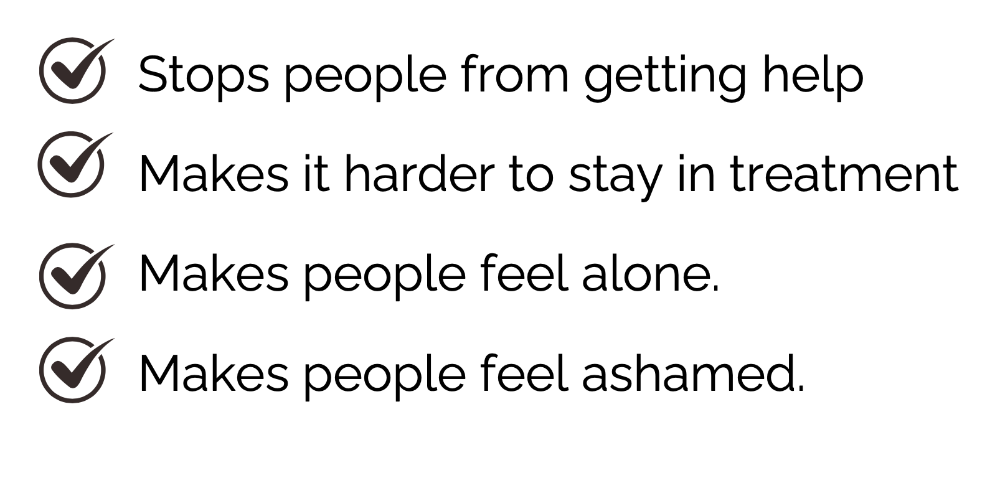 Stops people from getting help
Makes it harder to stay in treatment
Makes people feel alone.
Makes people feel ashamed.